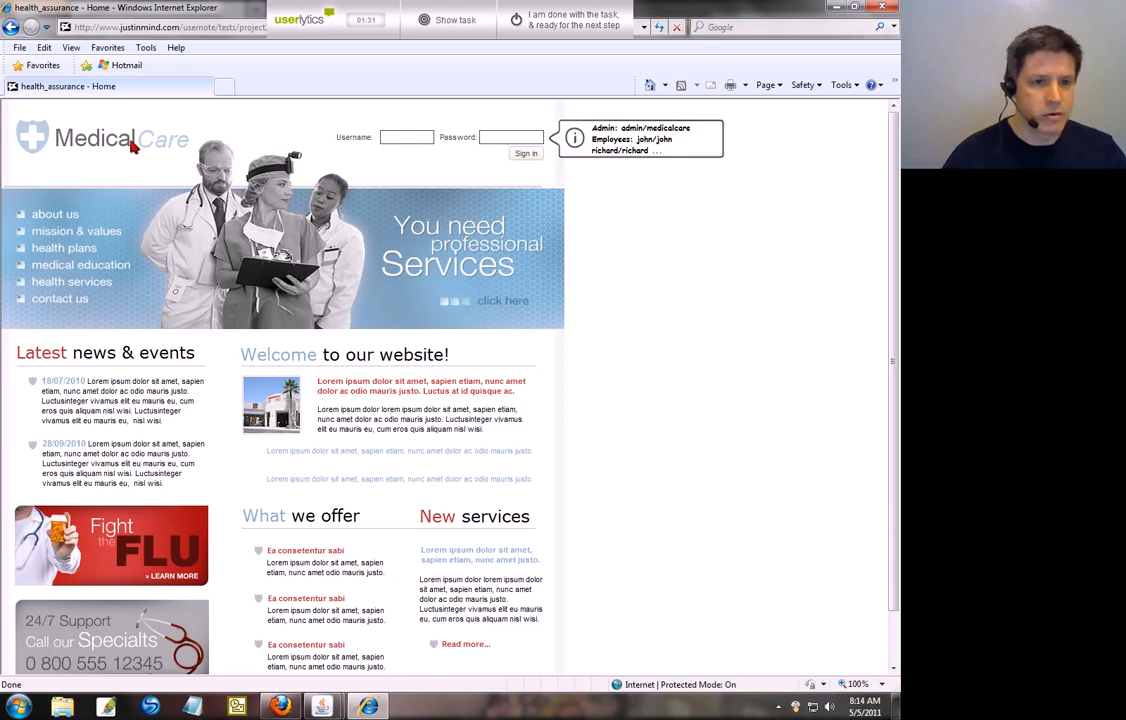 health_assurance - Home - Windows Internet Explorer
userlytics
01:31
Show task
I am done with the task,
& ready for the next step
http://www.justinmind.com/usernote/tests/project
Google
File Edit View Favorites Tools Help
Favorites
Hotmail
health_assurance - Home
Page
Safety
Tools
MedicalCare
Username:
Password:
Sign in
Admin: admin/medicalcare
Employees: john/john
richard/richard ...
about us
mission & values
health plans
medical education
health services
contact us
You need
professional
Services
click here
Latest news & events
18/07/2010 Lorem ipsum dolor sit amet, sapien
etiam, nunc amet dolor ac odio mauris justo.
Luctusinteger vivamus elit eu mauris eu, cum
eros quis aliquam nisl wisi. Luctusinteger
vivamus elit eu mauris eu, nisl wisi.
28/09/2010 Lorem ipsum dolor sit amet, sapien
etiam, nunc amet dolor ac odio mauris justo.
Luctusinteger vivamus elit eu mauris eu, cum
eros quis aliquam nisl wisi. Luctusinteger
vivamus elit eu mauris eu, nisl wisi.
Fight
the
FLU
LEARN MORE
24/7 Support
Call our Specialts
0 800 555 12345
Welcome to our website!
Lorem ipsum dolor sit amet, sapien etiam, nunc amet
dolor ac odio mauris justo. Luctus at id quisque ac.
Lorem ipsum dolor lorem ipsum dolor sit amet, sapien
etiam, nunc amet dolor ac odio mauris justo.
Luctusinteger vivamus elit eu mauris eu, cum eros quis
aliquam nisl wisi.
Lorem ipsum dolor sit amet, sapien etiam, nunc amet dolor ac odio mauris justo.
Lorem ipsum dolor sit amet, sapien etiam, nunc amet dolor ac odio mauris justo.
What we offer
Ea consetentur sabi
Lorem ipsum dolor sit amet, sapien
etiam, nunc amet dolor mauris justo.
Ea consetentur sabi
Lorem ipsum dolor sit amet, sapien
etiam, nunc amet dolor mauris justo.
Ea consetentur sabi
Lorem ipsum dolor sit amet, sapien
etiam, nunc amet dolor mauris justo.
New services
Lorem ipsum dolor sit amet,
sapien etiam, nunc amet justo.
Lorem ipsum dolor lorem ipsum dolor
sit amet, sapien etiam, nunc amet
dolor ac odio mauris justo.
Luctusinteger vivamus elit eu mauris
eu, cum eros quis aliquam nisl wisi.
Read more...
Done
Internet | Protected Mode: On
100%
8:14 AM
5/5/2011